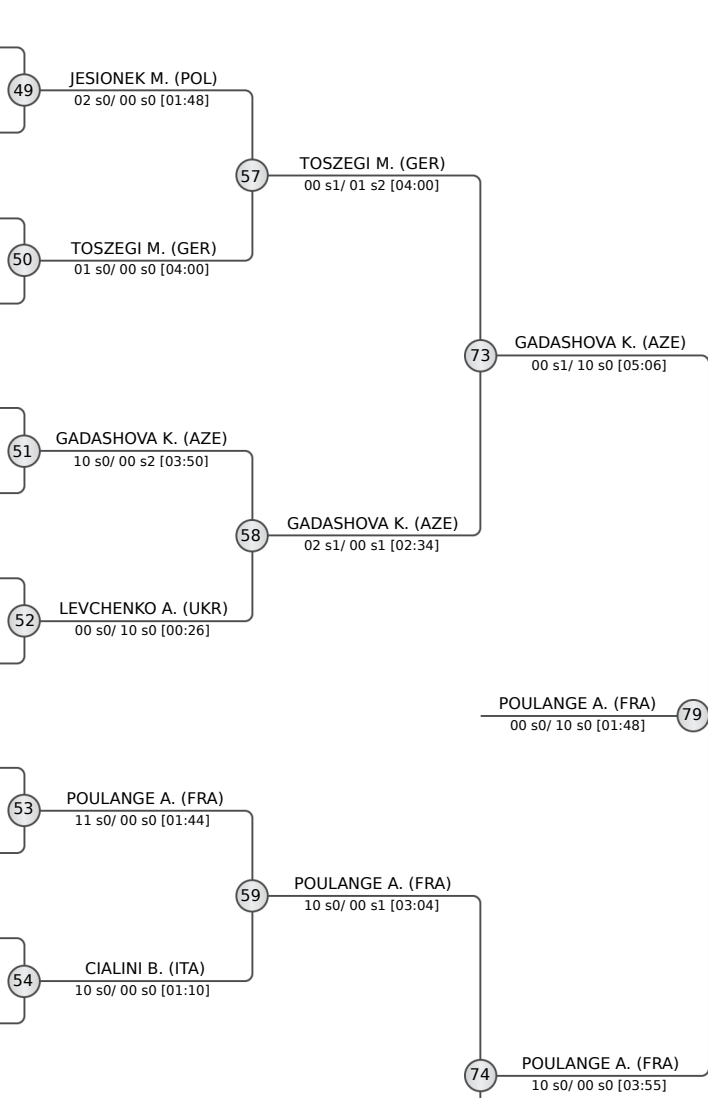 49
JESIONEK M. (POL)
02 s0/ 00 s0 [01:48]
57
TOSZEGI M. (GER)
00 s1/ 01 s2 [04:00]
50
TOSZEGI M. (GER)
01 s0/ 00 s0 [04:00]
73
GADASHOVA K. (AZE)
00 s1/ 10 s0 [05:06]
51
GADASHOVA K. (AZE)
10 s0/ 00 s2 [03:50]
58
GADASHOVA K. (AZE)
02 s1/ 00 s1 [02:34]
52
LEVCHENKO A. (UKR)
00 s0/ 10 s0 [00:26]
POULANGE A. (FRA)
79
00 s0/ 10 s0 [01:48]
53
POULANGE A. (FRA)
11 s0/ 00 s0 [01:44]
59
POULANGE A. (FRA)
10 s0/ 00 s1 [03:04]
54
CIALINI B. (ITA)
10 s0/ 00 s0 [01:10]
74
POULANGE A. (FRA)
10 s0/ 00 s0 [03:55]